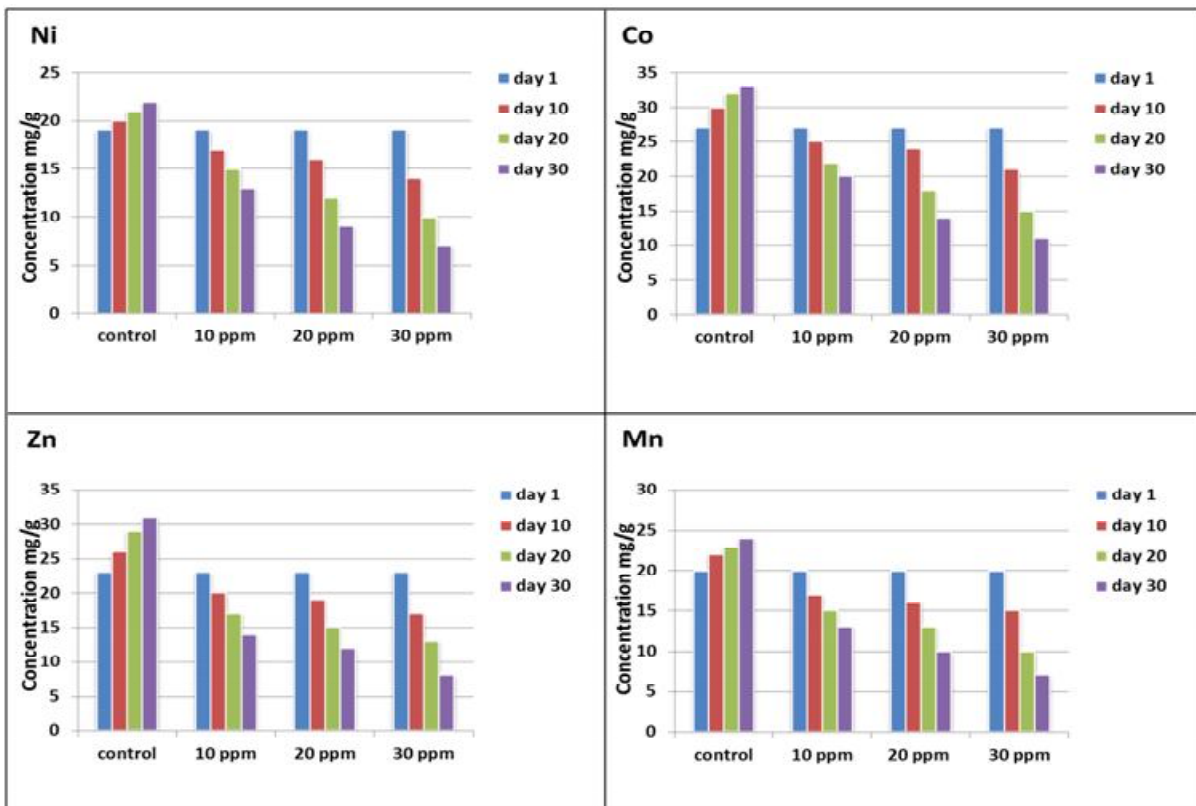 Ni
Concentration mg/g
25
20
15
10
5
0
control 10 ppm 20 ppm 30 ppm
day 1
day 10
day 20
day 30
Co
Concentration mg/g
35
30
25
20
15
10
5
0
control 10 ppm 20 ppm 30 ppm
day 1
day 10
day 20
day 30
Zn
Concentration mg/g
35
30
25
20
15
10
5
0
control 10 ppm 20 ppm 30 ppm
day 1
day 10
day 20
day 30
Mn
Concentration mg/g
30
25
20
15
10
5
0
control 10 ppm 20 ppm 30 ppm
day 1
day 10
day 20
day 30